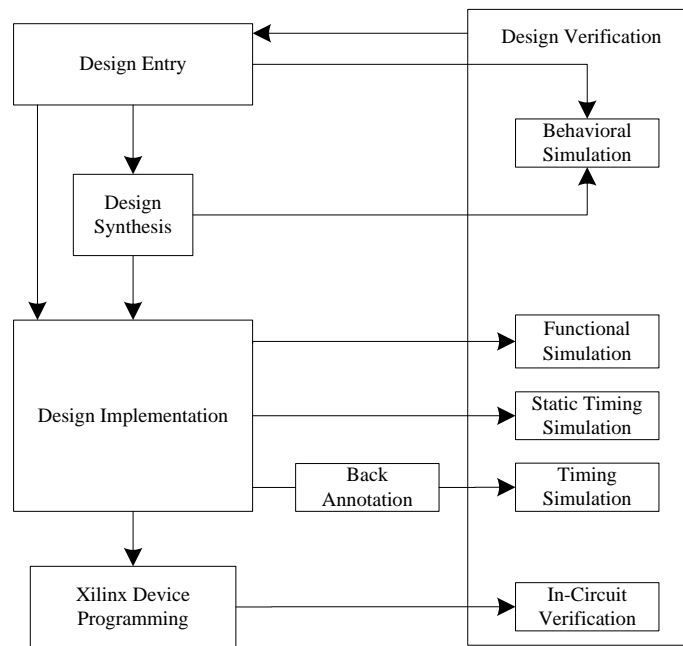 Design Entry
Design Verification
Behavioral
Simulation
Design
Synthesis
Functional
Simulation
Design Implementation
Static Timing
Simulation
Back
Annotation
Timing
Simulation
Xilinx Device
Programming
In-Circuit
Verification